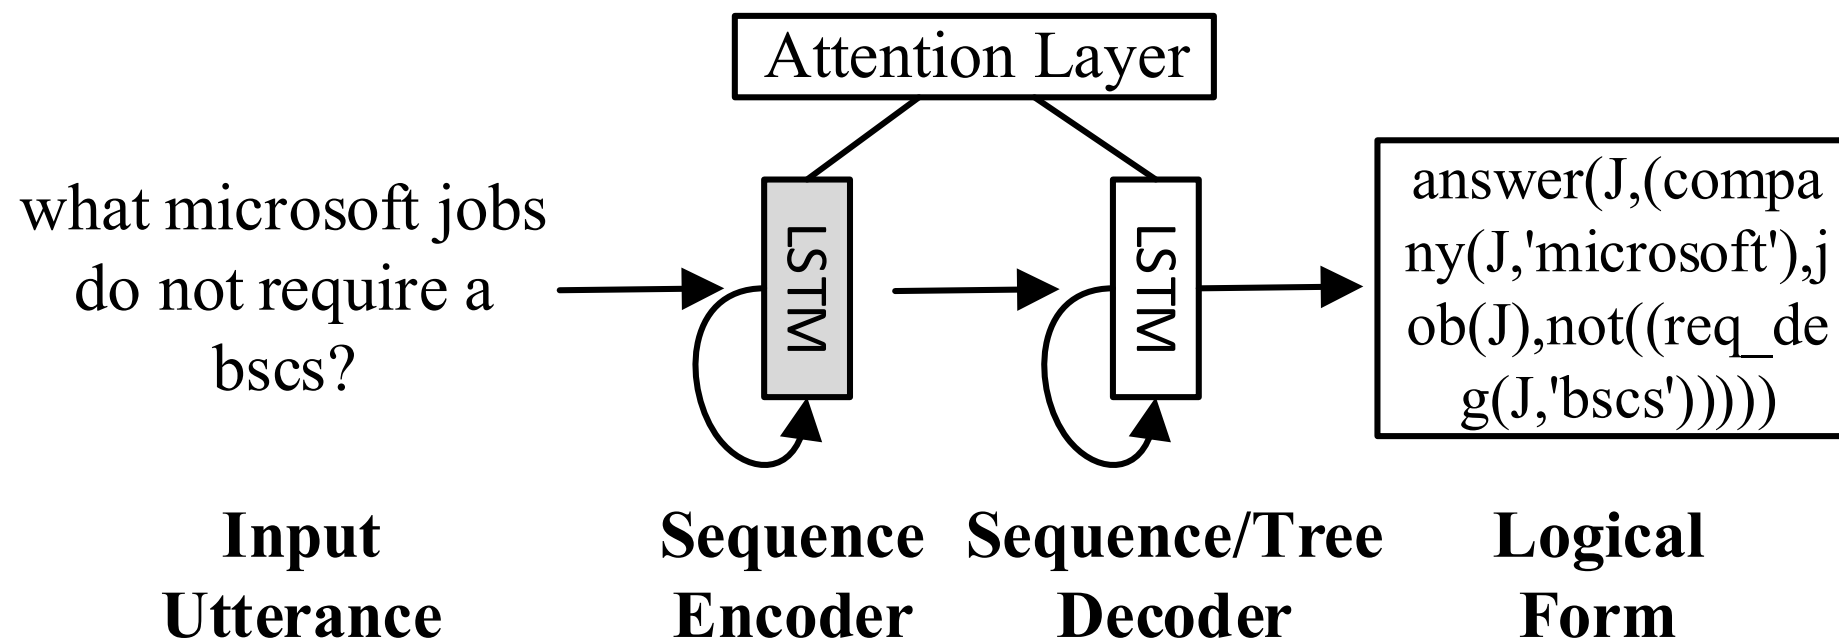 Attention Layer
what microsoft jobs
do not require a
bscs?
LSTM
LSTM
answer(J,(compa
ny(J,'microsoft'),j
ob(J),not((req_de
g(J,'bscs')))))
Input
Utterance
Sequence
Encoder
Sequence/Tree
Decoder
Logical
Form